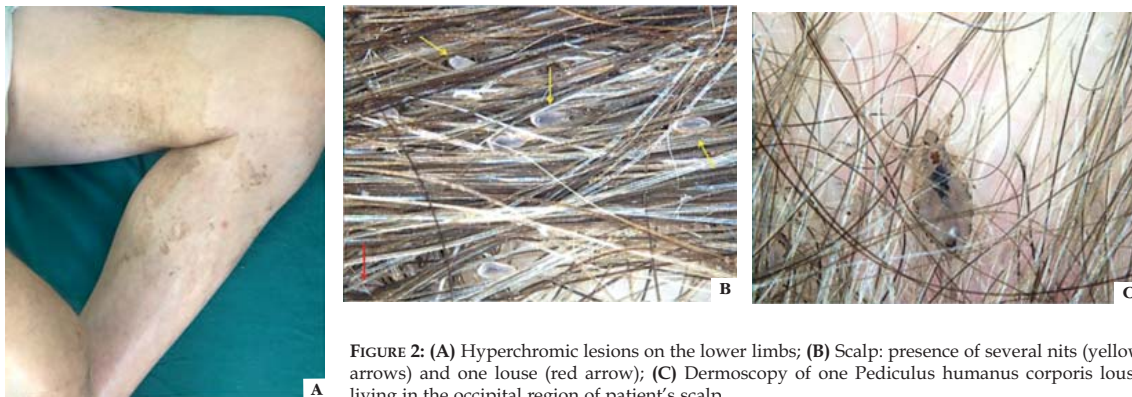 A
B
C
FIGURE 2: (A) Hyperchromic lesions on the lower limbs; (B) Scalp: presence of several nits (yellow
arrows) and one louse (red arrow); (C) Dermoscopy of one Pediculus humanus corporis
living in the occipital region of patient's scalp